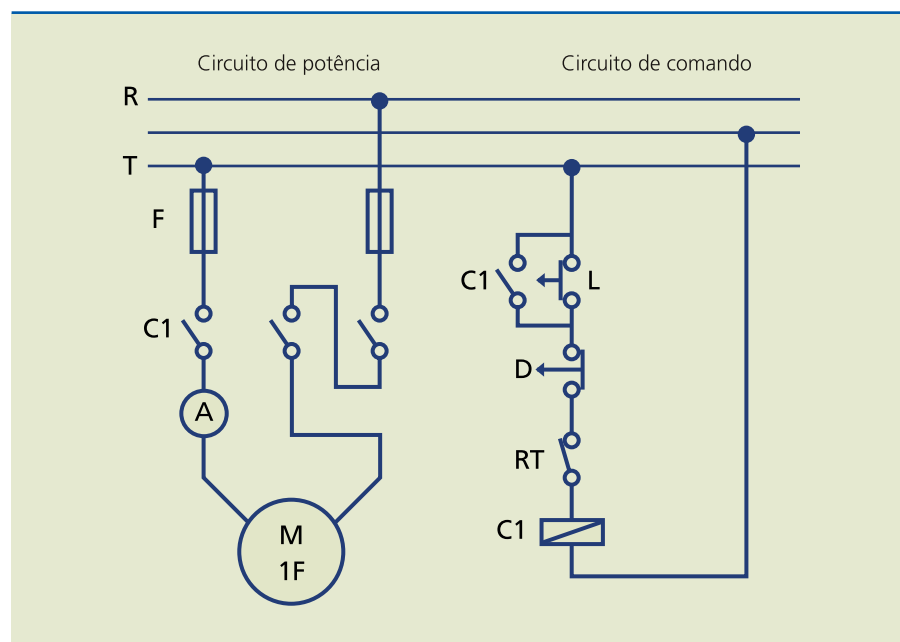 Circuito de potência
Circuito de comando
R
T
F
C1
L
C1
D
A
RT
C1
M
1F